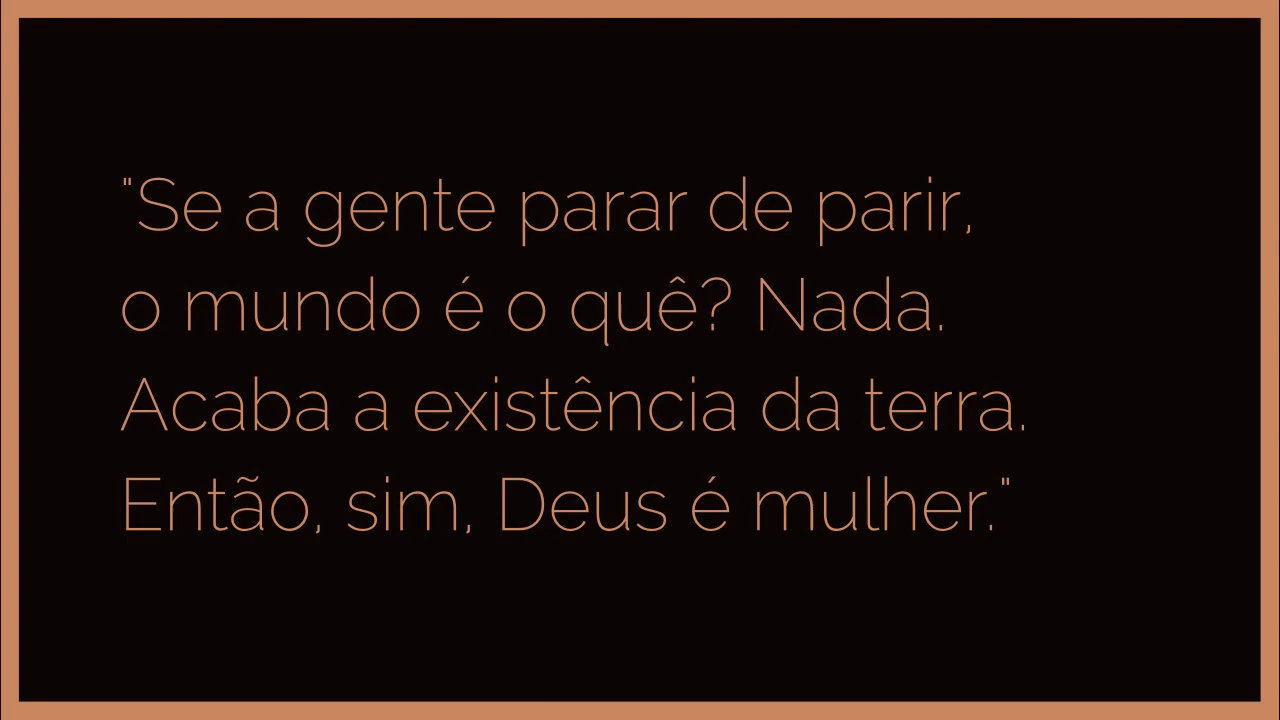 "Se a gente parar de parir,
o mundo é o quê? Nada.
Acaba a existência da terra.
Então, sim, Deus é mulher."